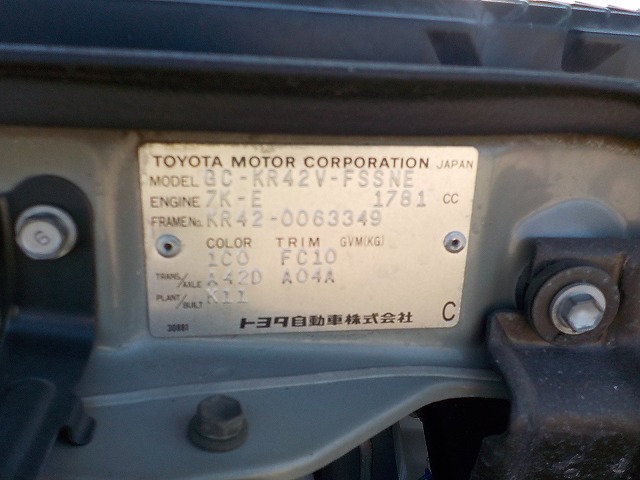 TOYOTA MOTOR CORPORATION JAPAN
MODEL GC-KR42V-FSSNE
ENGINE 7K-E 1781 CC
FRAME No. KR42-0063349
COLOR TRIM GVM(KG)
1C0 FC10
TRANS/AXLE A42D A04A
PLANT/BUILT K11
30881 トヨタ自動車株式会社 C